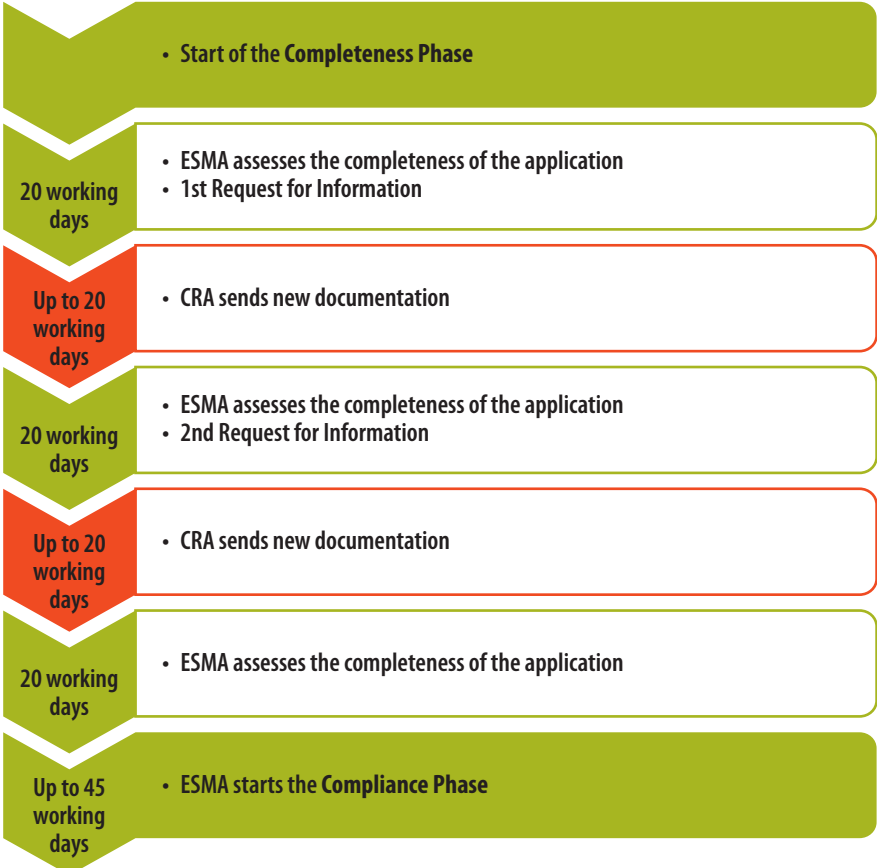 • Start of the Completeness Phase
20 working
days
• ESMA assesses the completeness of the application
• 1st Request for Information
Up to 20
working
days
• CRA sends new documentation
20 working
days
• ESMA assesses the completeness of the application
• 2nd Request for Information
Up to 20
working
days
• CRA sends new documentation
20 working
days
• ESMA assesses the completeness of the application
Up to 45
working
days
• ESMA starts the Compliance Phase